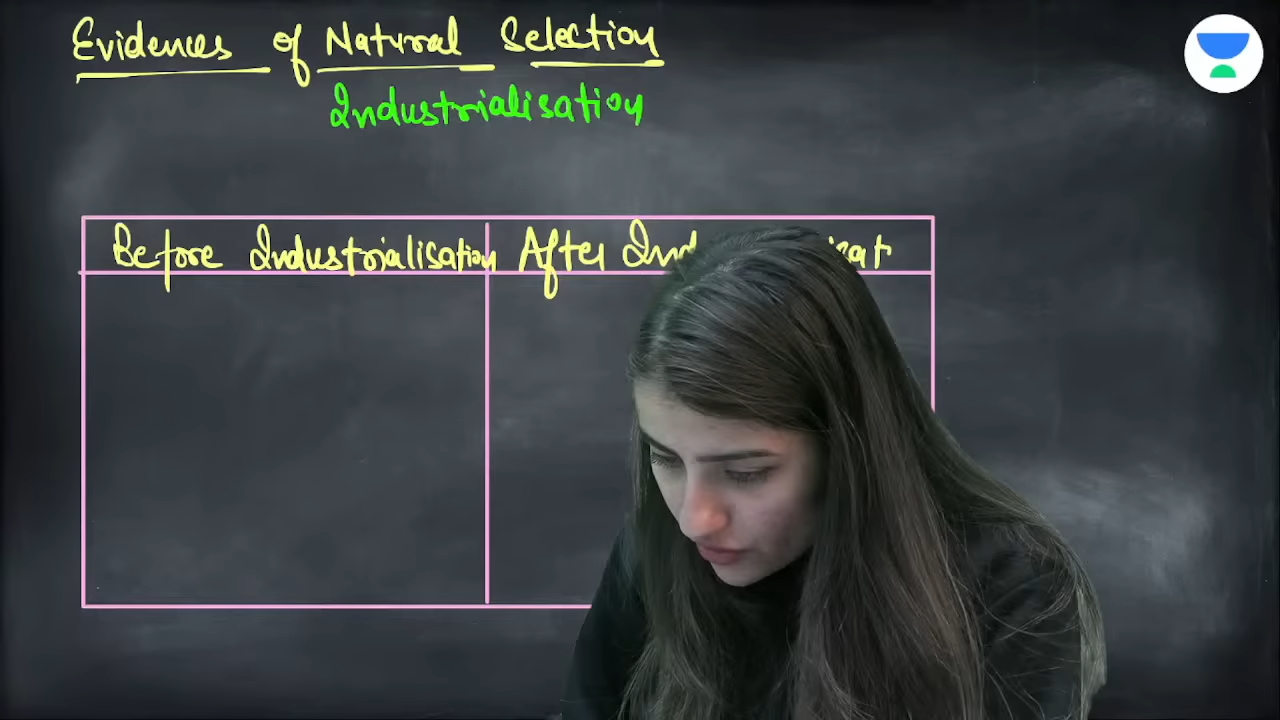 Evidences of Natural Selection
Industrialisation
Before Industrialisation After